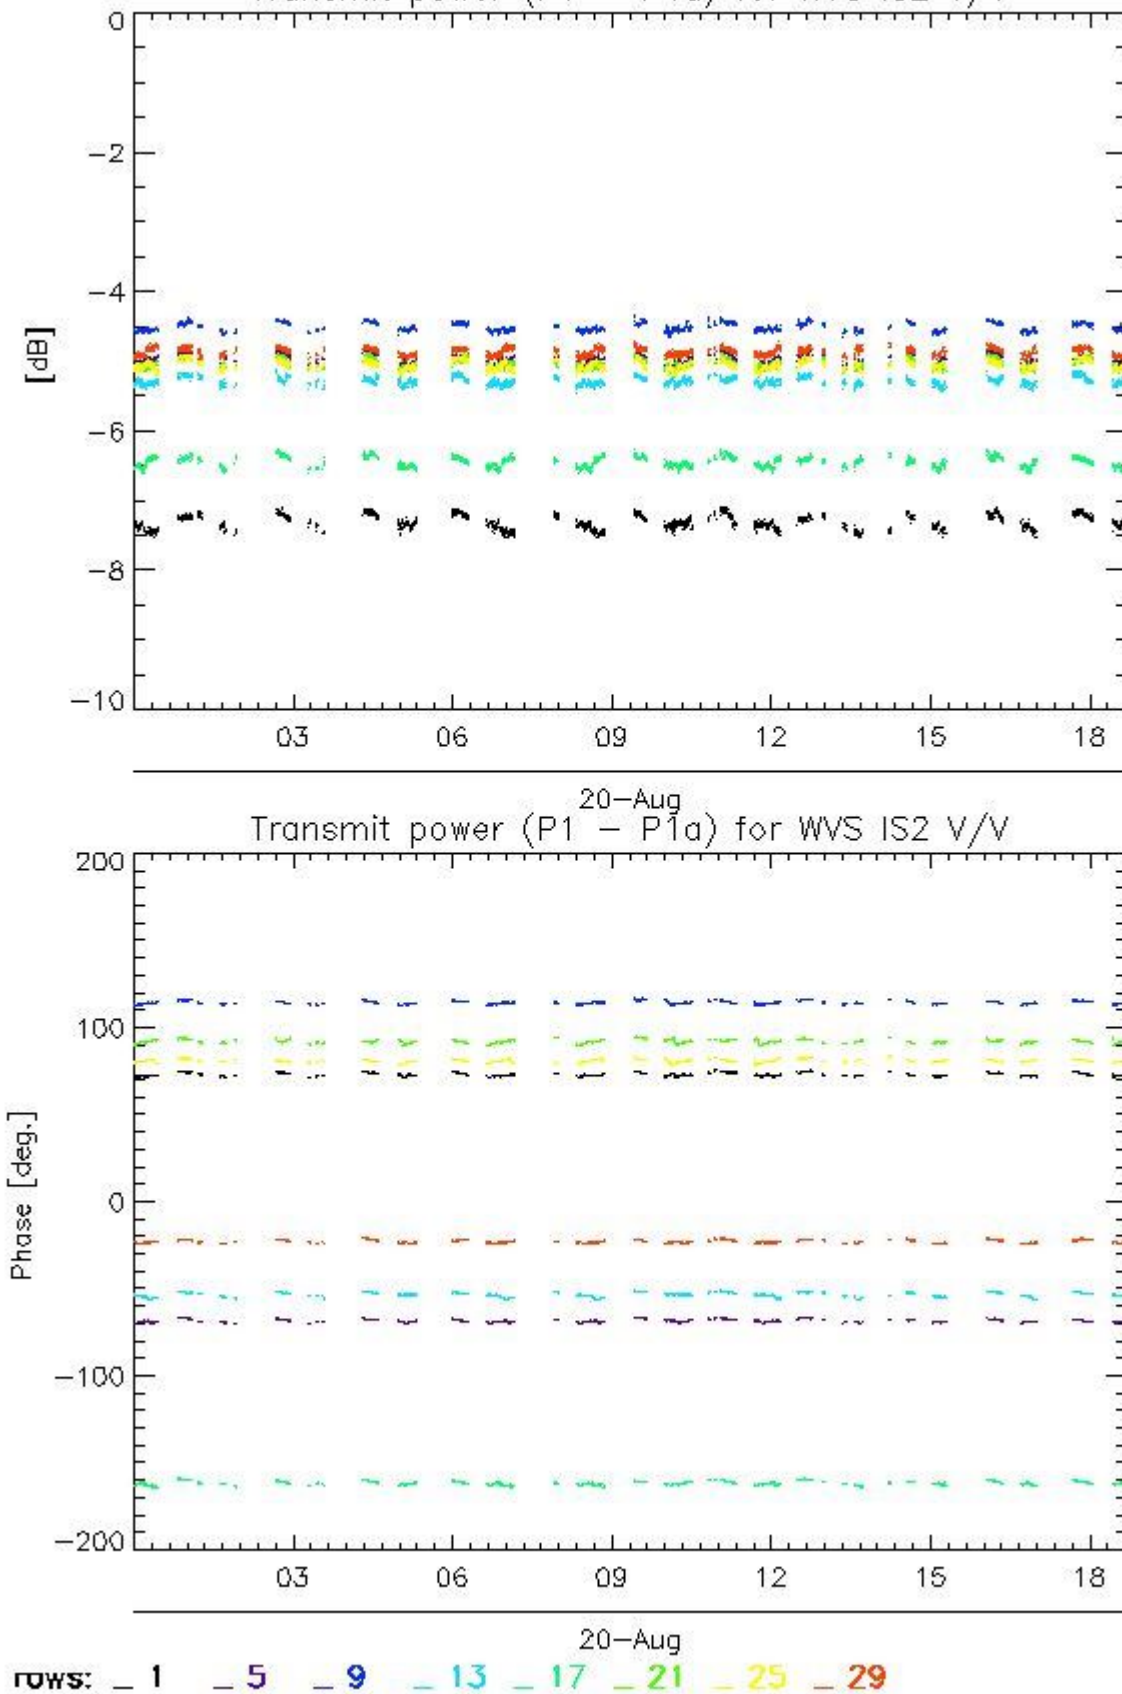 0
−2
−4
[dB]
−6
−8
−10
03 06 09 12 15 18
20−Aug
Transmit power (P1 − P1a) for WVS IS2 V/V
200
100
0
Phase [deg.]
−100
−200
03 06 09 12 15 18
20−Aug
rows: _ 1 _ 5 _ 9 _ 13 _ 17 _ 21 _ 25 _ 29